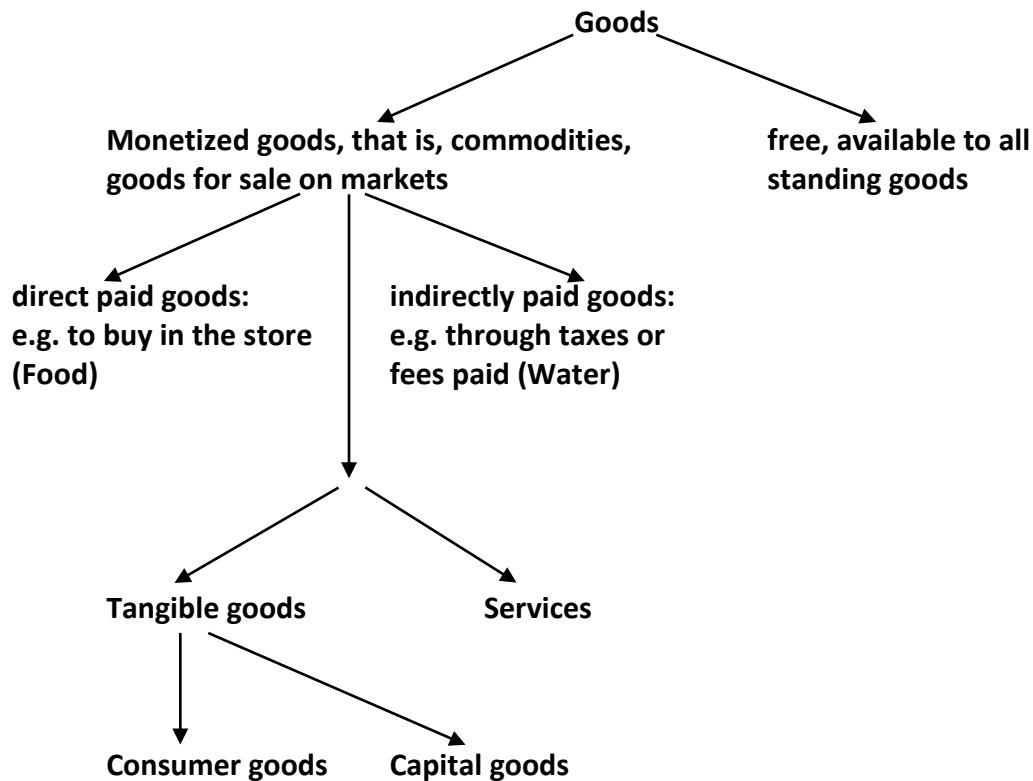 Goods
Monetized goods, that is, commodities,
goods for sale on markets
free, available to all
standing goods
direct paid goods:
e.g. to buy in the store
(Food)
indirectly paid goods:
e.g. through taxes or
fees paid (Water)
Tangible goods
Services
Consumer goods
Capital goods